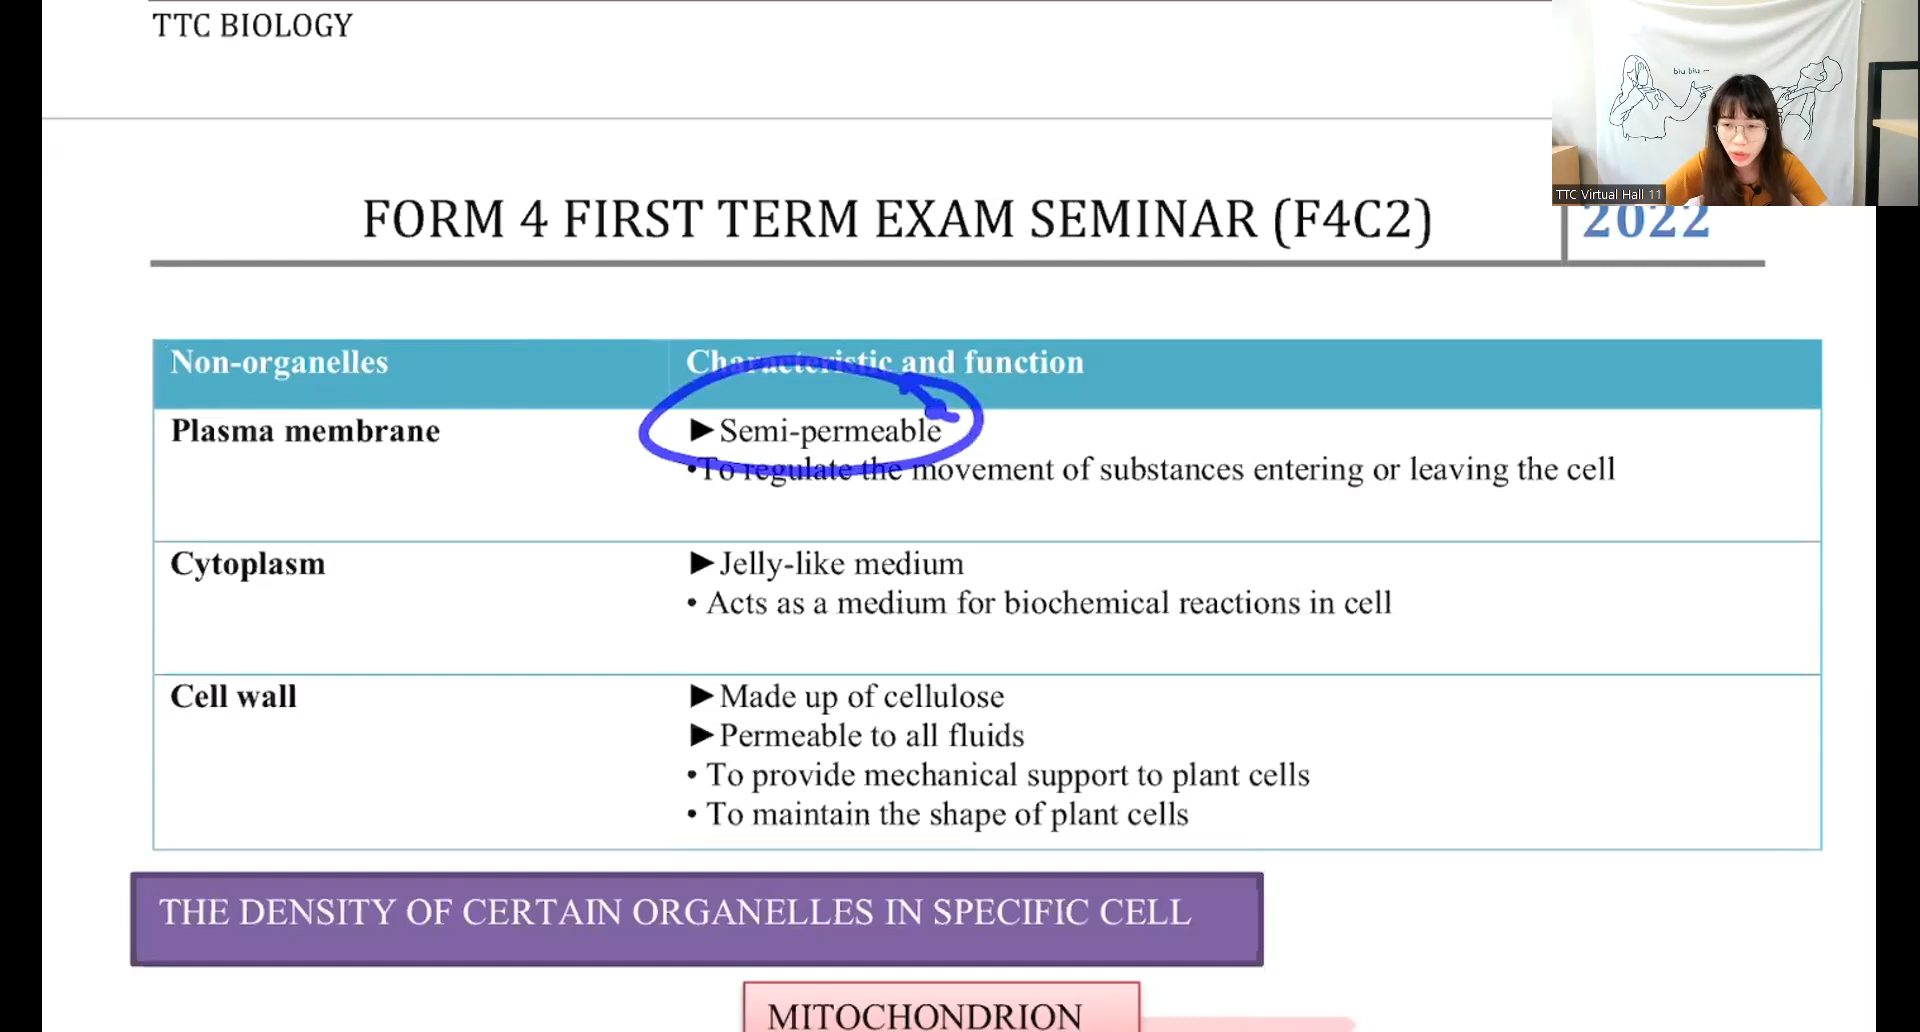 TTC BIOLOGY
biu biu ~
TTC Virtual Hall 11
FORM 4 FIRST TERM EXAM SEMINAR (F4C2)
2022
Non-organelles
Characteristic and function
Plasma membrane
►Semi-permeable
•To regulate the movement of substances entering or leaving the cell
Cytoplasm
►Jelly-like medium
• Acts as a medium for biochemical reactions in cell
Cell wall
►Made up of cellulose
►Permeable to all fluids
• To provide mechanical support to plant cells
• To maintain the shape of plant cells
THE DENSITY OF CERTAIN ORGANELLES IN SPECIFIC CELL
MITOCHONDRION